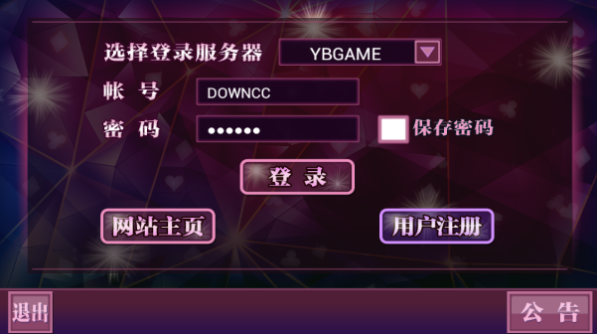 选择登录服务器 YBGAME
帐 号 DOWNCC
密 码 ●●●●●● 保存密码
登 录
网站主页 用户注册
退出 公 告